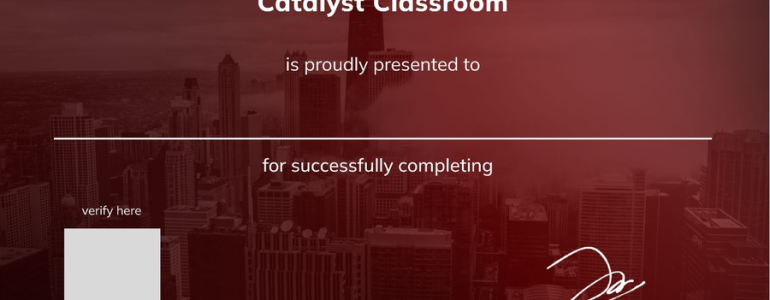 Catalyst Classroom
is proudly presented to
for successfully completing
verify here